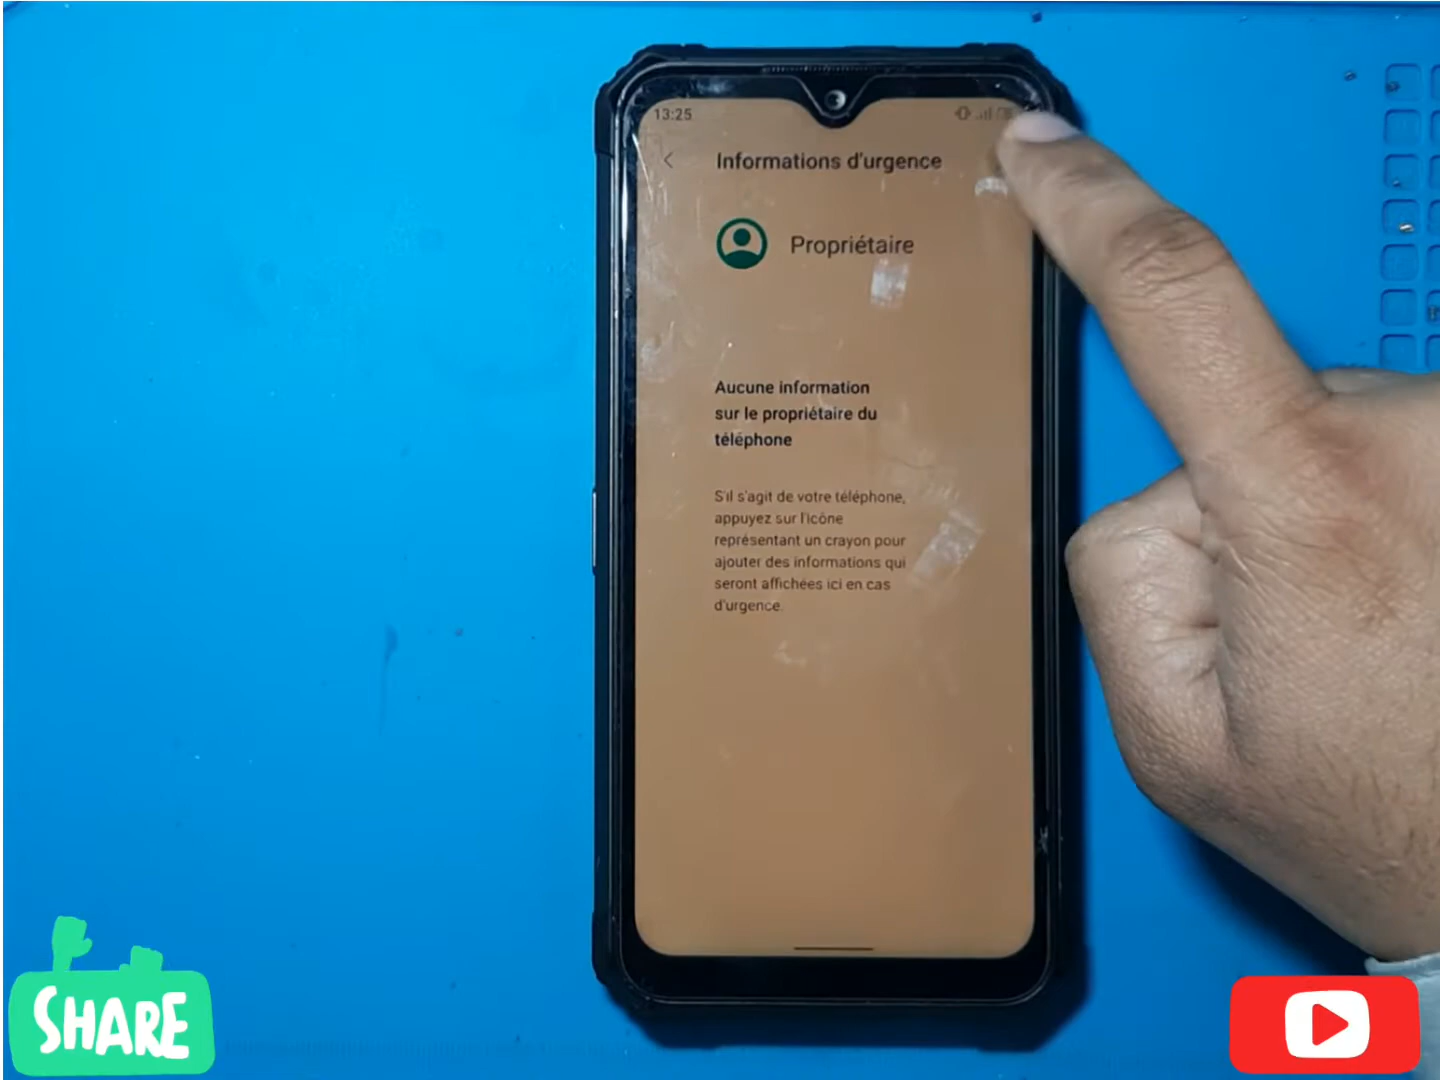 13:25
Informations d'urgence
Propriétaire
Aucune information
sur le propriétaire du
téléphone
S'il s'agit de votre téléphone,
appuyez sur l'icône
représentant un crayon pour
ajouter des informations qui
seront affichées ici en cas
d'urgence.
SHARE